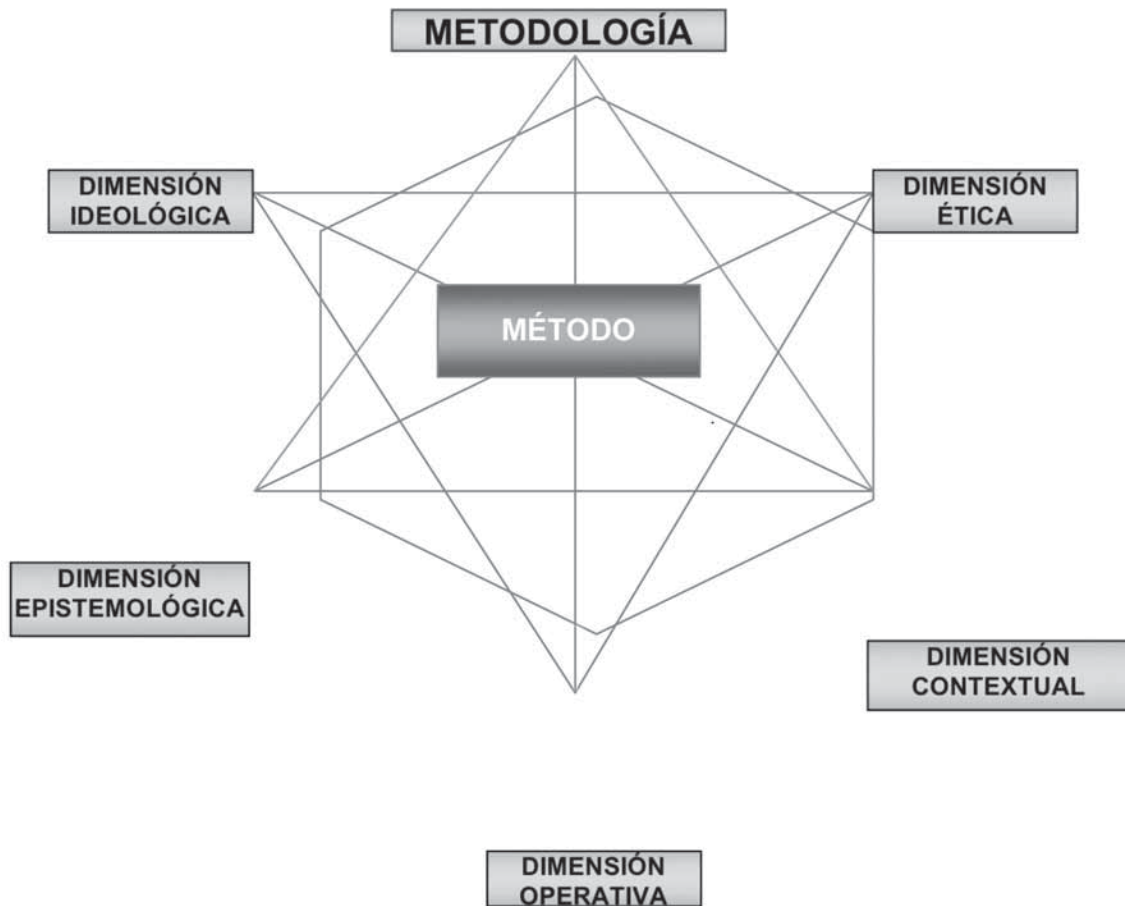 METODOLOGÍA
DIMENSIÓN
IDEOLÓGICA
DIMENSIÓN
ÉTICA
MÉTODO
DIMENSIÓN
EPISTEMOLÓGICA
DIMENSIÓN
CONTEXTUAL
DIMENSIÓN
OPERATIVA